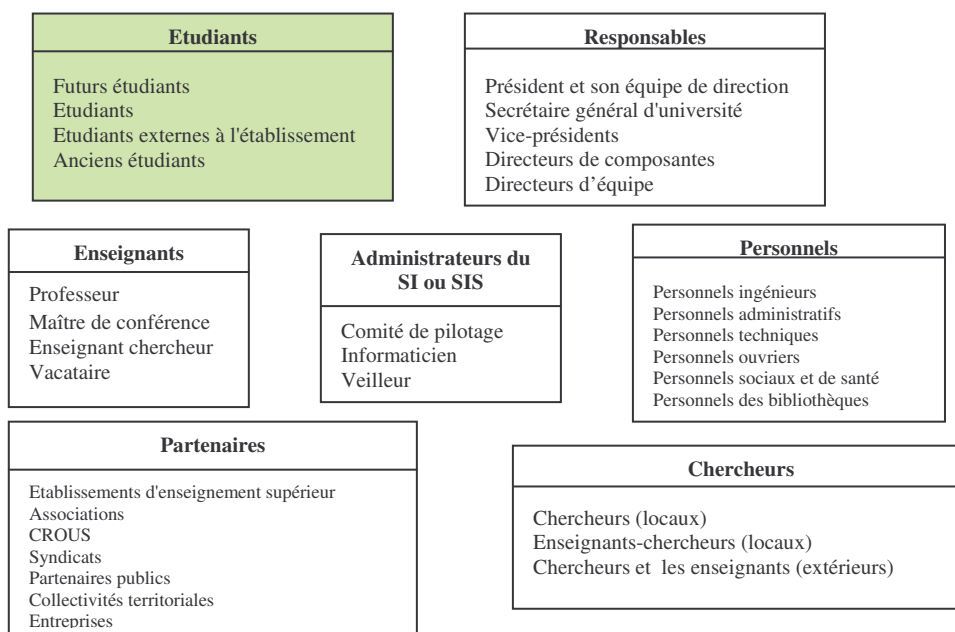 Etudiants
Futurs étudiants
Etudiants
Etudiants externes à l'établissement
Anciens étudiants
Responsables
Président et son équipe de direction
Secrétaire général d'université
Vice-présidents
Directeurs de composantes
Directeurs d'équipe
Enseignants
Professeur
Maître de conférence
Enseignant chercheur
Vacataire
Administrateurs du
SI ou SIS
Comité de pilotage
Informaticien
Veilleur
Personnels
Personnels ingénieurs
Personnels administratifs
Personnels techniques
Personnels ouvriers
Personnels sociaux et de santé
Personnels des bibliothèques
Partenaires
Etablissements d'enseignement supérieur
Associations
CROUS
Syndicats
Partenaires publics
Collectivités territoriales
Entreprises
Chercheurs
Chercheurs (locaux)
Enseignants-chercheurs (locaux)
Chercheurs et les enseignants (extérieurs)